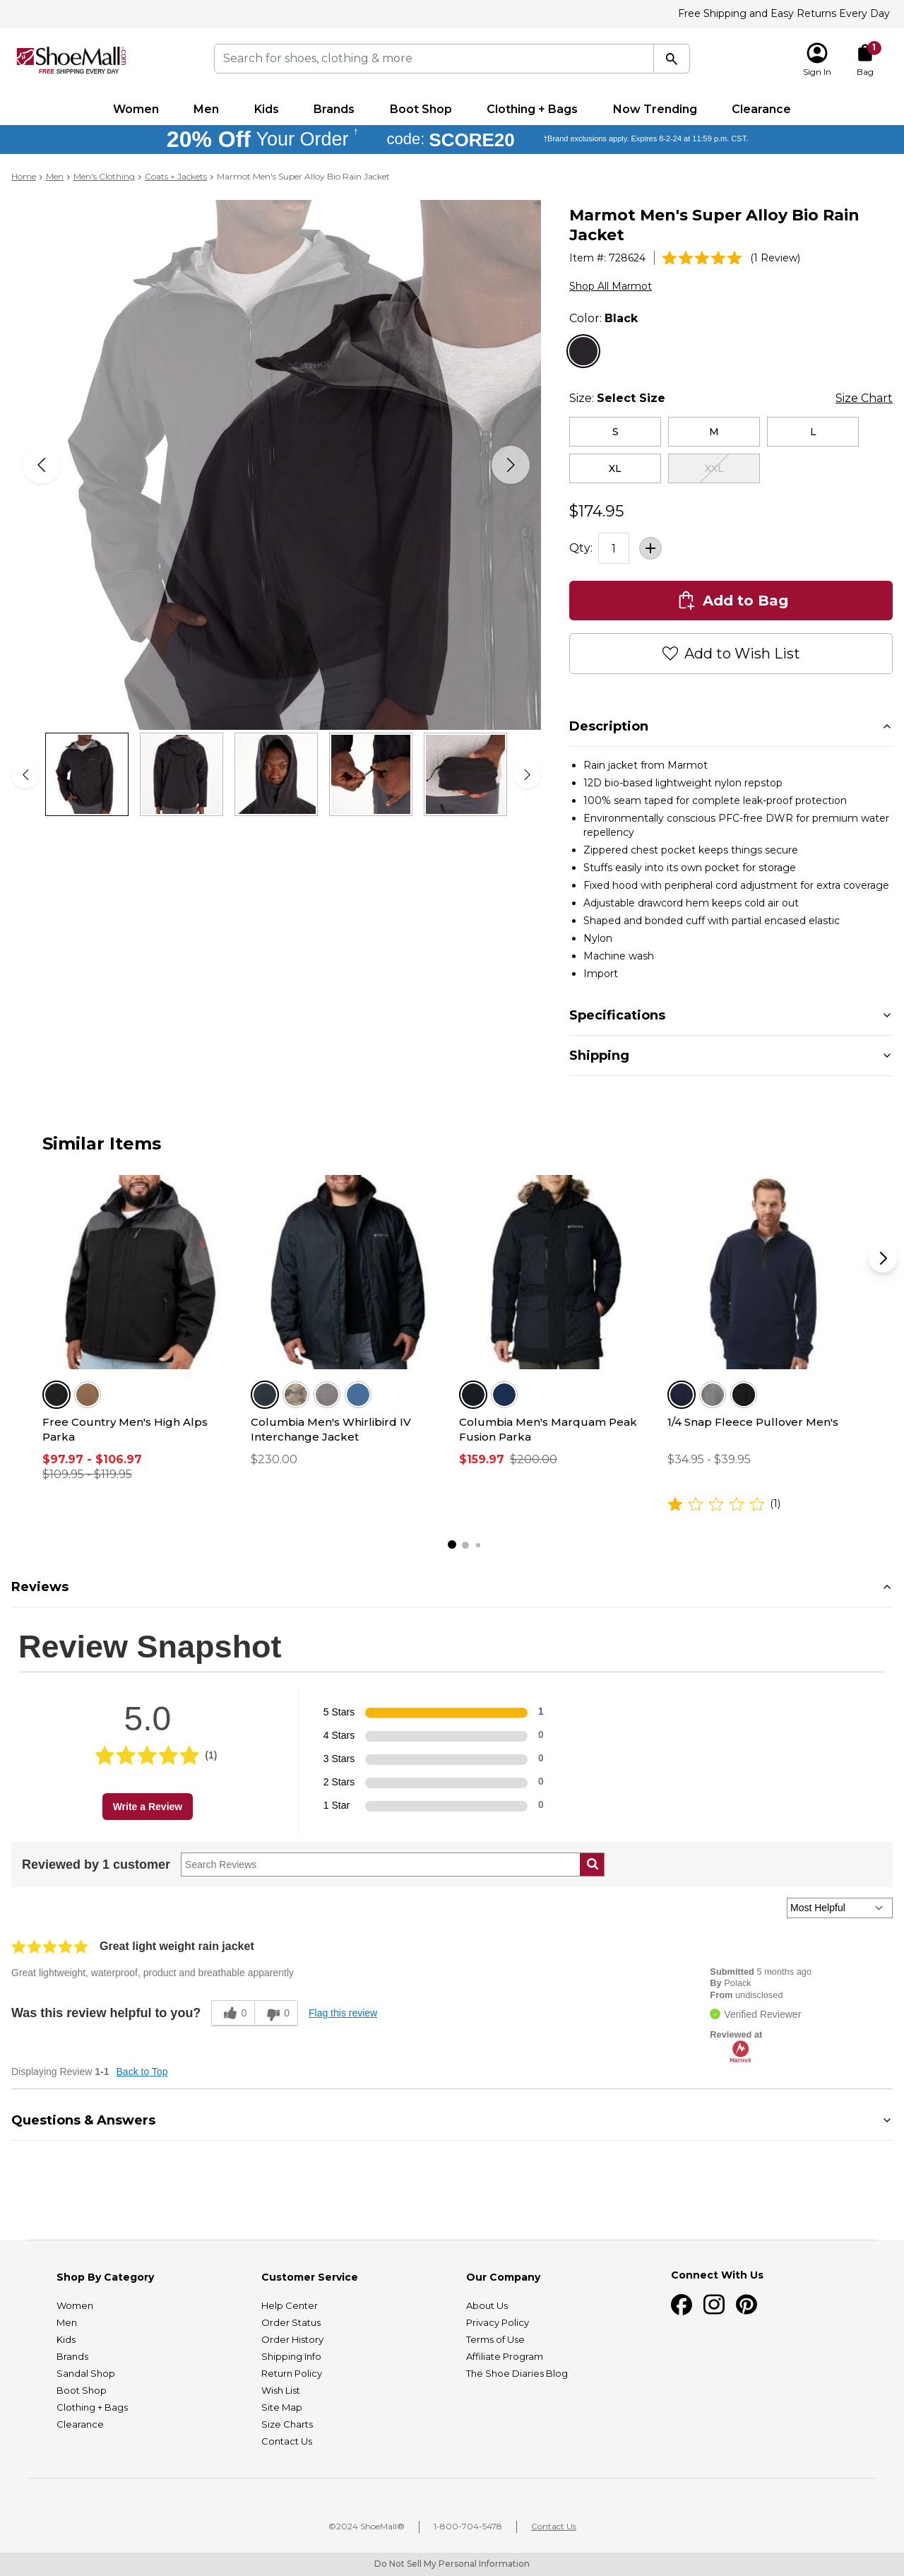 Free Shipping and Easy Returns Every Day
ShoeMall.com
FREE SHIPPING EVERY DAY
Search for shoes, clothing & more
Sign In
1
Bag
Women Men Kids Brands Boot Shop Clothing + Bags Now Trending Clearance
20% Off Your Order † code: SCORE20 †Brand exclusions apply. Expires 8-2-24 at 11:59 p.m. CST.
Home > Men > Men's Clothing > Coats + Jackets > Marmot Men's Super Alloy Bio Rain Jacket
Marmot Men's Super Alloy Bio Rain
Jacket
Item #: 728624 (1 Review)
Shop All Marmot
Color: Black
Size: Select Size Size Chart
S M L
XL XXL
$174.95
Qty: 1
Add to Bag
Add to Wish List
Description
• Rain jacket from Marmot
• 12D bio-based lightweight nylon repstop
• 100% seam taped for complete leak-proof protection
• Environmentally conscious PFC-free DWR for premium water
repellency
• Zippered chest pocket keeps things secure
• Stuffs easily into its own pocket for storage
• Fixed hood with peripheral cord adjustment for extra coverage
• Adjustable drawcord hem keeps cold air out
• Shaped and bonded cuff with partial encased elastic
• Nylon
• Machine wash
• Import
Specifications
Shipping
Similar Items
Free Country Men's High Alps
Parka
$97.97 - $106.97
$109.95 - $119.95
Columbia Men's Whirlibird IV
Interchange Jacket
$230.00
Columbia Men's Marquam Peak
Fusion Parka
$159.97 $200.00
1/4 Snap Fleece Pullover Men's
$34.95 - $39.95
(1)
Reviews
Review Snapshot
5.0
(1)
Write a Review
5 Stars 1
4 Stars 0
3 Stars 0
2 Stars 0
1 Star 0
Reviewed by 1 customer Search Reviews
Most Helpful
Great light weight rain jacket
Great lightweight, waterproof, product and breathable apparently
Was this review helpful to you? 0 0 Flag this review
Submitted 5 months ago
By Polack
From undisclosed
Verified Reviewer
Reviewed at
Marmot
Displaying Review 1-1 Back to Top
Questions & Answers
Shop By Category
Women
Men
Kids
Brands
Sandal Shop
Boot Shop
Clothing + Bags
Clearance
Customer Service
Help Center
Order Status
Order History
Shipping Info
Return Policy
Wish List
Site Map
Size Charts
Contact Us
Our Company
About Us
Privacy Policy
Terms of Use
Affiliate Program
The Shoe Diaries Blog
Connect With Us
©2024 ShoeMall® 1-800-704-5478 Contact Us
Do Not Sell My Personal Information